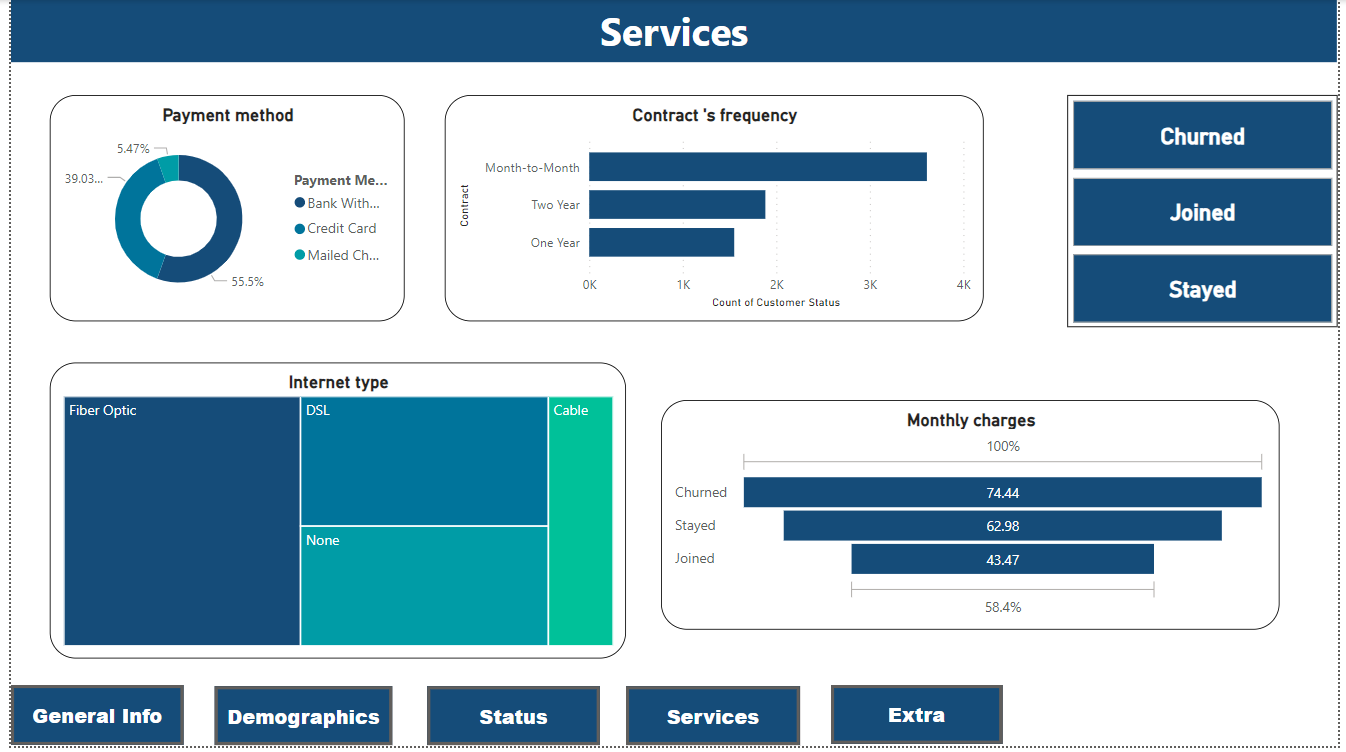 Services
Payment method
5.47%
39.03...
55.5%
Payment Me...
Bank With...
Credit Card
Mailed Ch...
Contract 's frequency
Contract
Month-to-Month
Two Year
One Year
0K 1K 2K 3K 4K
Count of Customer Status
Churned
Joined
Stayed
Internet type
Fiber Optic
DSL
Cable
None
Monthly charges
100%
Churned 74.44
Stayed 62.98
Joined 43.47
58.4%
General Info
Demographics
Status
Services
Extra